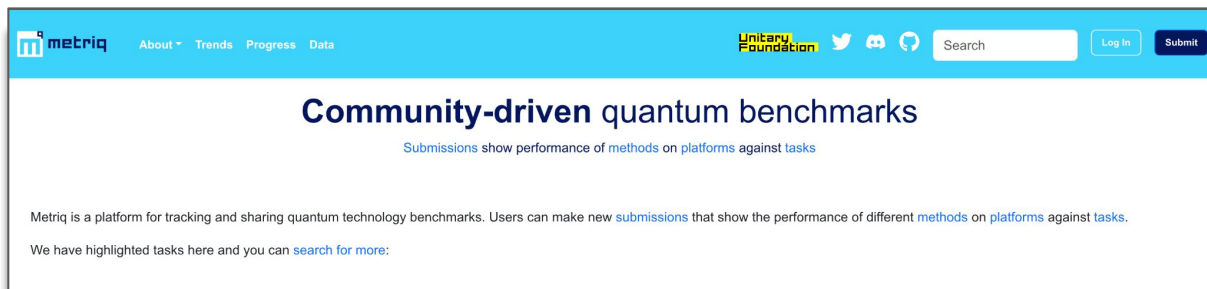 metriq About Trends Progress Data Unitary Foundation Search Log In Submit
Community-driven quantum benchmarks
Submissions show performance of methods on platforms against tasks
Metriq is a platform for tracking and sharing quantum technology benchmarks. Users can make new submissions that show the performance of different methods on platforms against tasks.
We have highlighted tasks here and you can search for more: